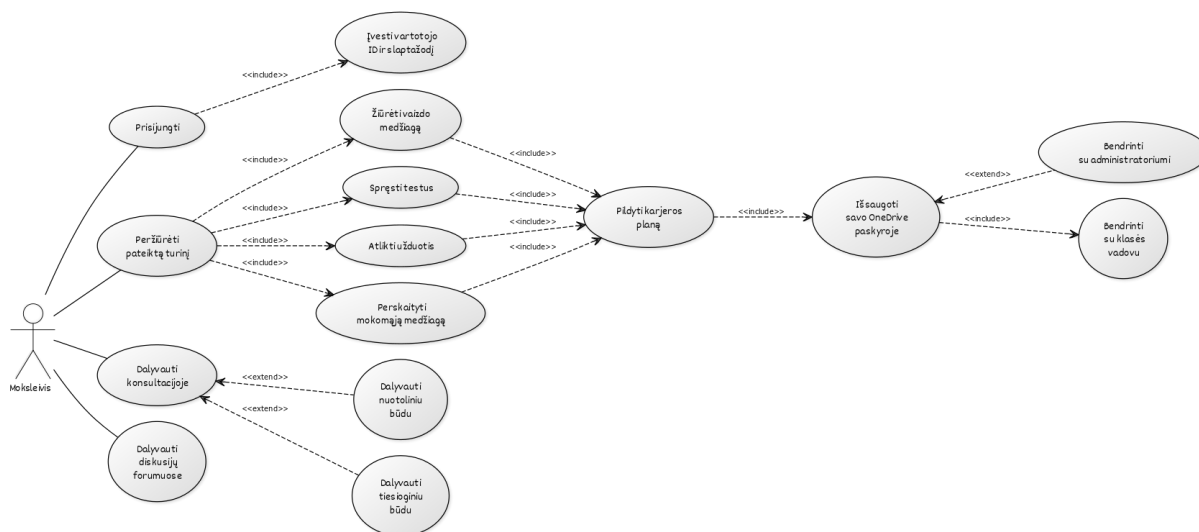 Įvesti vartotojo
ID ir slaptažodį
<<include>>
Prisijungti
Žiūrėti vaizdo
medžiagą
<<include>>
<<include>>
Bendrinti
su administratoriumi
<<extend>>
Spręsti testus
<<include>>
<<include>>
Pildyti karjeros
planą
<<include>>
Išsaugoti
savo OneDrive
paskyroje
<<include>>
Bendrinti
su klasės
vadovu
Peržiūrėti
pateiktą turinį
<<include>>
Atlikti užduotis
<<include>>
<<include>>
<<include>>
Perskaityti
mokomąją medžiagą
Moksleivis
Dalyvauti
konsultacijoje
<<extend>>
Dalyvauti
nuotoliniu
būdu
<<extend>>
Dalyvauti
diskusijų
forumuose
Dalyvauti
tiesioginiu
būdu